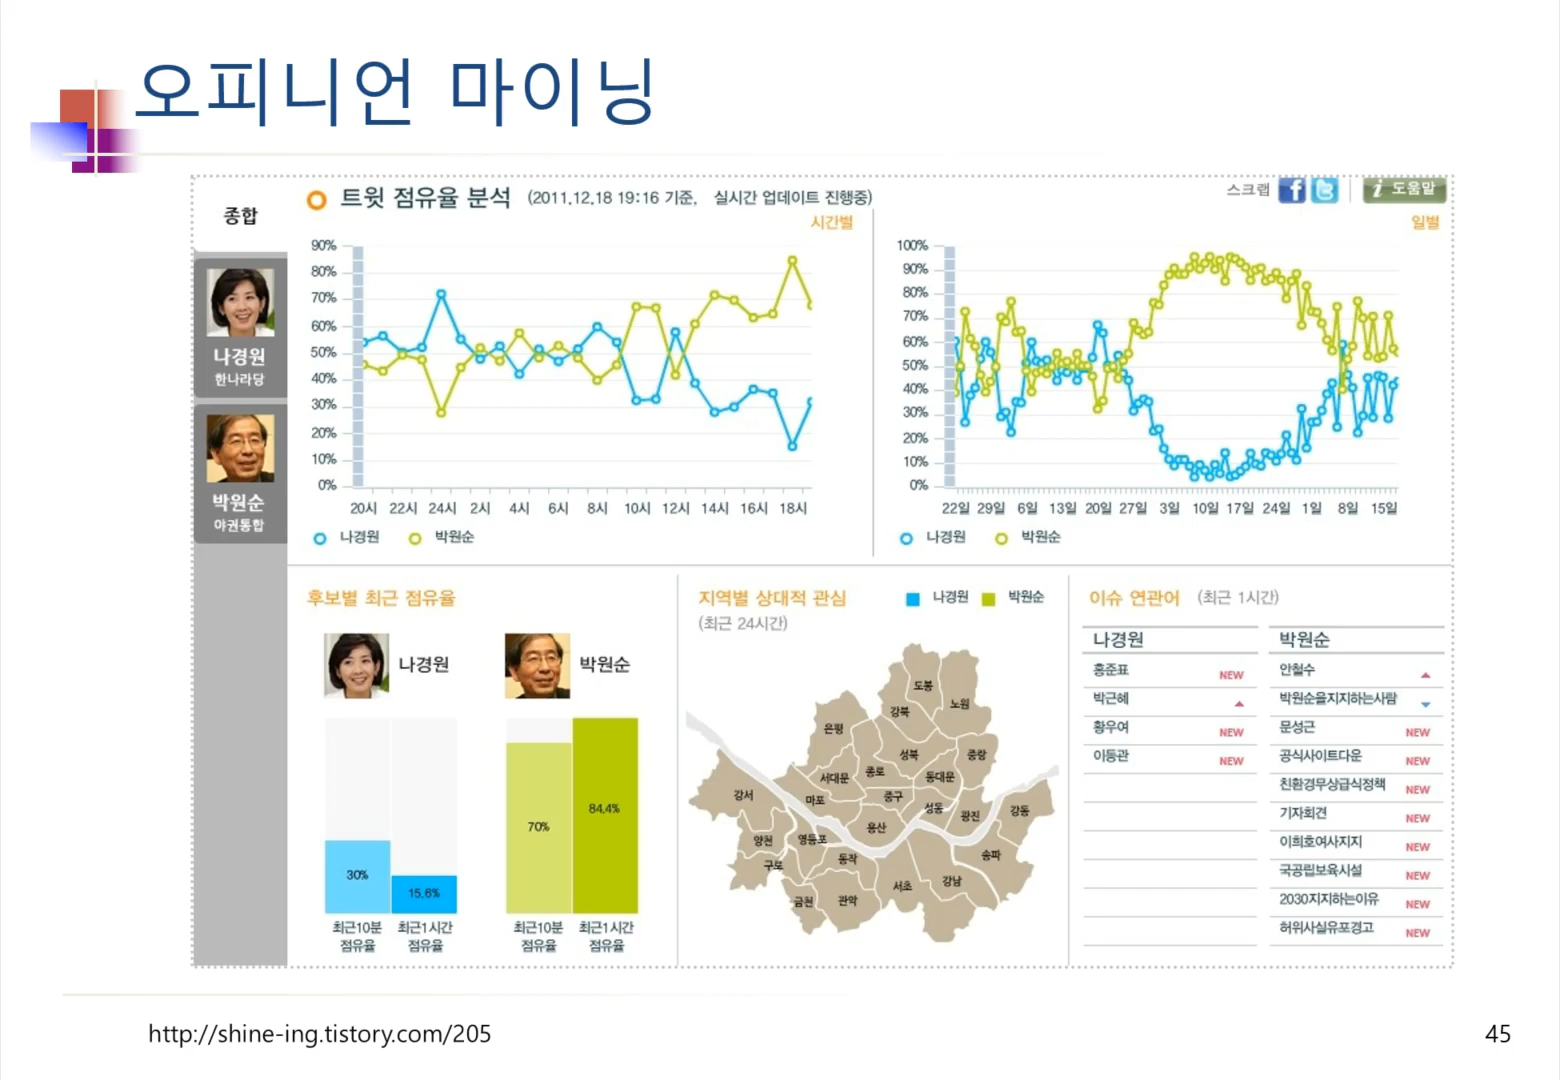 오피니언 마이닝
종합
트윗 점유율 분석 (2011.12.18 19:16 기준, 실시간 업데이트 진행중)
스크랩
도움말
나경원
한나라당
박원순
야권통합
시간별
90%
80%
70%
60%
50%
40%
30%
20%
10%
0%
20시 22시 24시 2시 4시 6시 8시 10시 12시 14시 16시 18시
나경원 박원순
일별
100%
90%
80%
70%
60%
50%
40%
30%
20%
10%
0%
22일 29일 6일 13일 20일 27일 3일 10일 17일 24일 1일 8일 15일
나경원 박원순
후보별 최근 점유율
나경원 박원순
30% 15.6% 70% 84.4%
최근10분 최근1시간 최근10분 최근1시간
점유율 점유율 점유율 점유율
지역별 상대적 관심 나경원 박원순
(최근 24시간)
도봉
강북 노원
은평
성북 중랑
서대문 종로 동대문
강서 마포 중구 성동 광진 강동
용산
양천 영등포
구로 동작 송파
서초 강남
금천 관악
이슈 연관어 (최근 1시간)
나경원
홍준표 NEW
박근혜
황우여 NEW
이동관 NEW
박원순
안철수
박원순을지지하는사람
문성근 NEW
공식사이트다운 NEW
친환경무상급식정책 NEW
기자회견 NEW
이희호여사지지 NEW
국공립보육시설 NEW
2030지지하는이유 NEW
허위사실유포경고 NEW
http://shine-ing.tistory.com/205
45